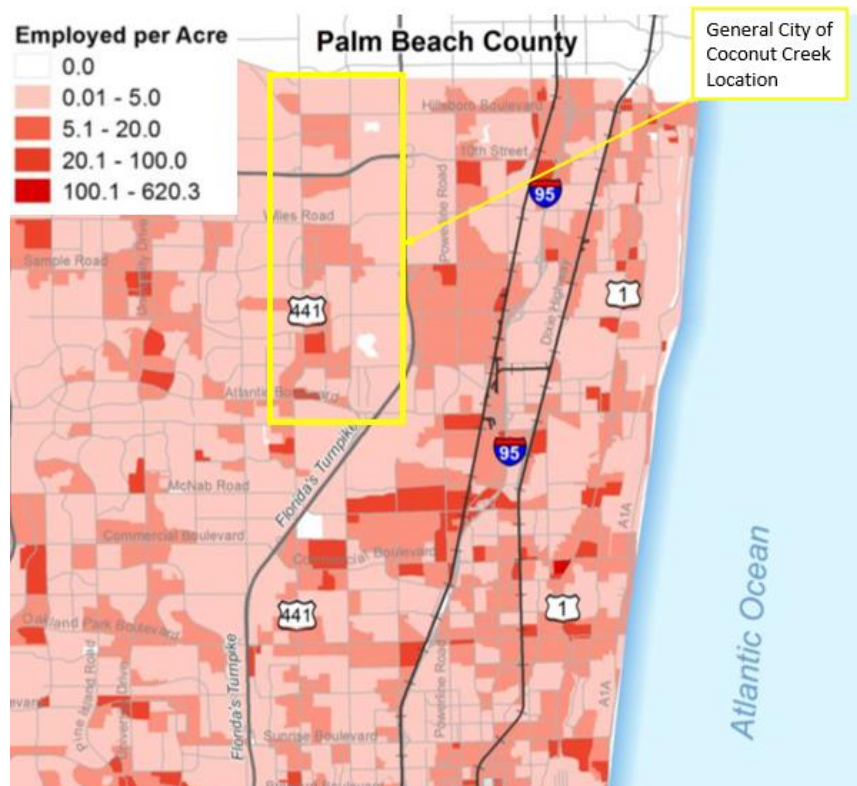 Employed per Acre
0.0
0.01 - 5.0
5.1 - 20.0
20.1 - 100.0
100.1 - 620.3
Palm Beach County
General City of
Coconut Creek
Location
Hillsboro Boulevard
10th Street
95
Wiles Road
Powerline Road
Sample Road
University Drive
441
1
Dixie Highway
Atlantic Boulevard
95
McNab Road
Florida's Turnpike
A1A
Commercial Boulevard
Commercial Boulevard
441
1
Atlantic Ocean
Oakland Park Boulevard
Pine Island Road
University Drive
Florida's Turnpike
Powerline Road
A1A
Sunrise Boulevard